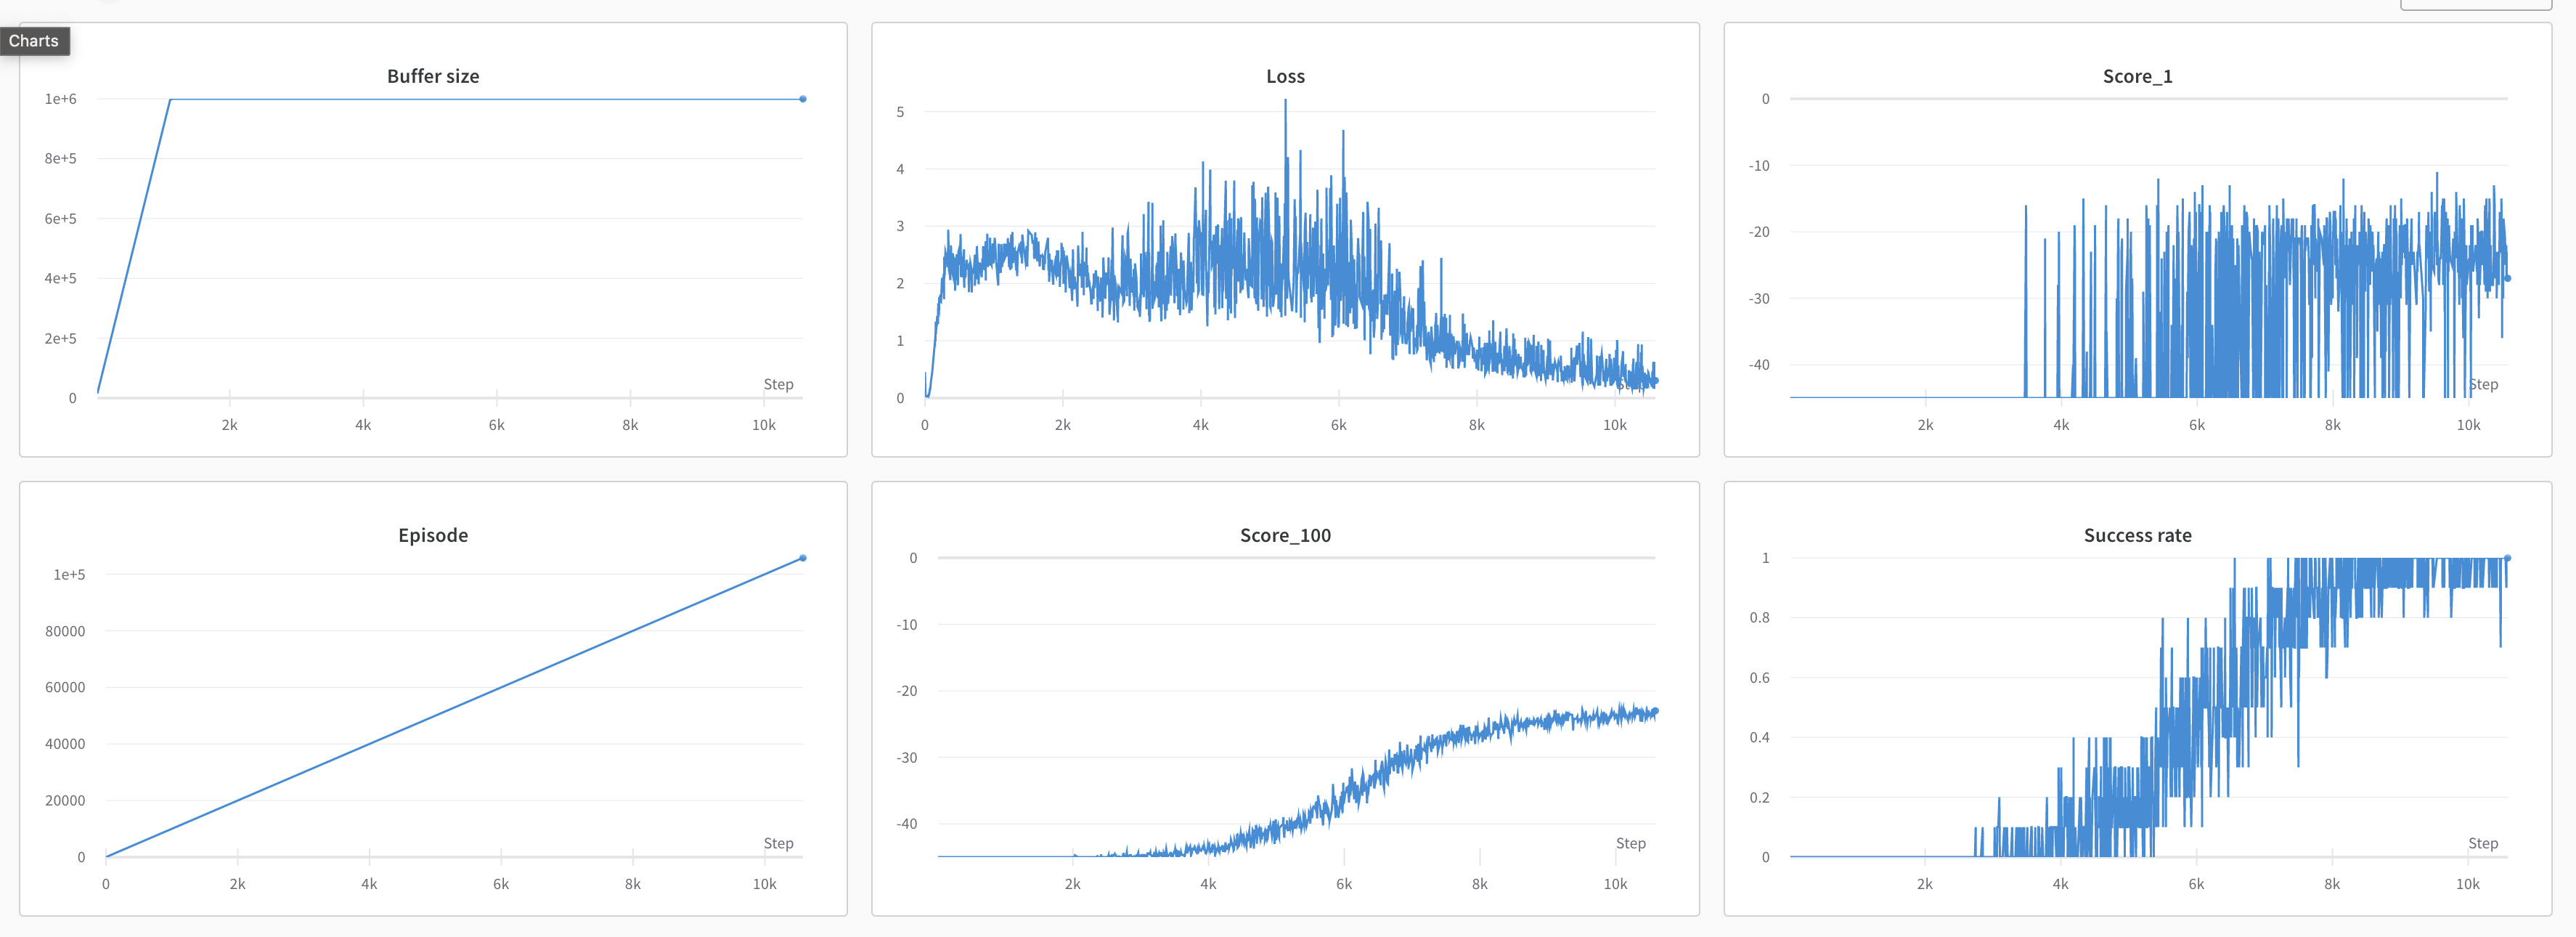 Charts
Buffer size
1e+6
8e+5
6e+5
4e+5
2e+5
0
Step
2k 4k 6k 8k 10k
Loss
5
4
3
2
1
0
Step
0 2k 4k 6k 8k 10k
Score_1
0
-10
-20
-30
-40
Step
2k 4k 6k 8k 10k
Episode
1e+5
80000
60000
40000
20000
0
Step
0 2k 4k 6k 8k 10k
Score_100
0
-10
-20
-30
-40
Step
2k 4k 6k 8k 10k
Success rate
1
0.8
0.6
0.4
0.2
0
Step
2k 4k 6k 8k 10k